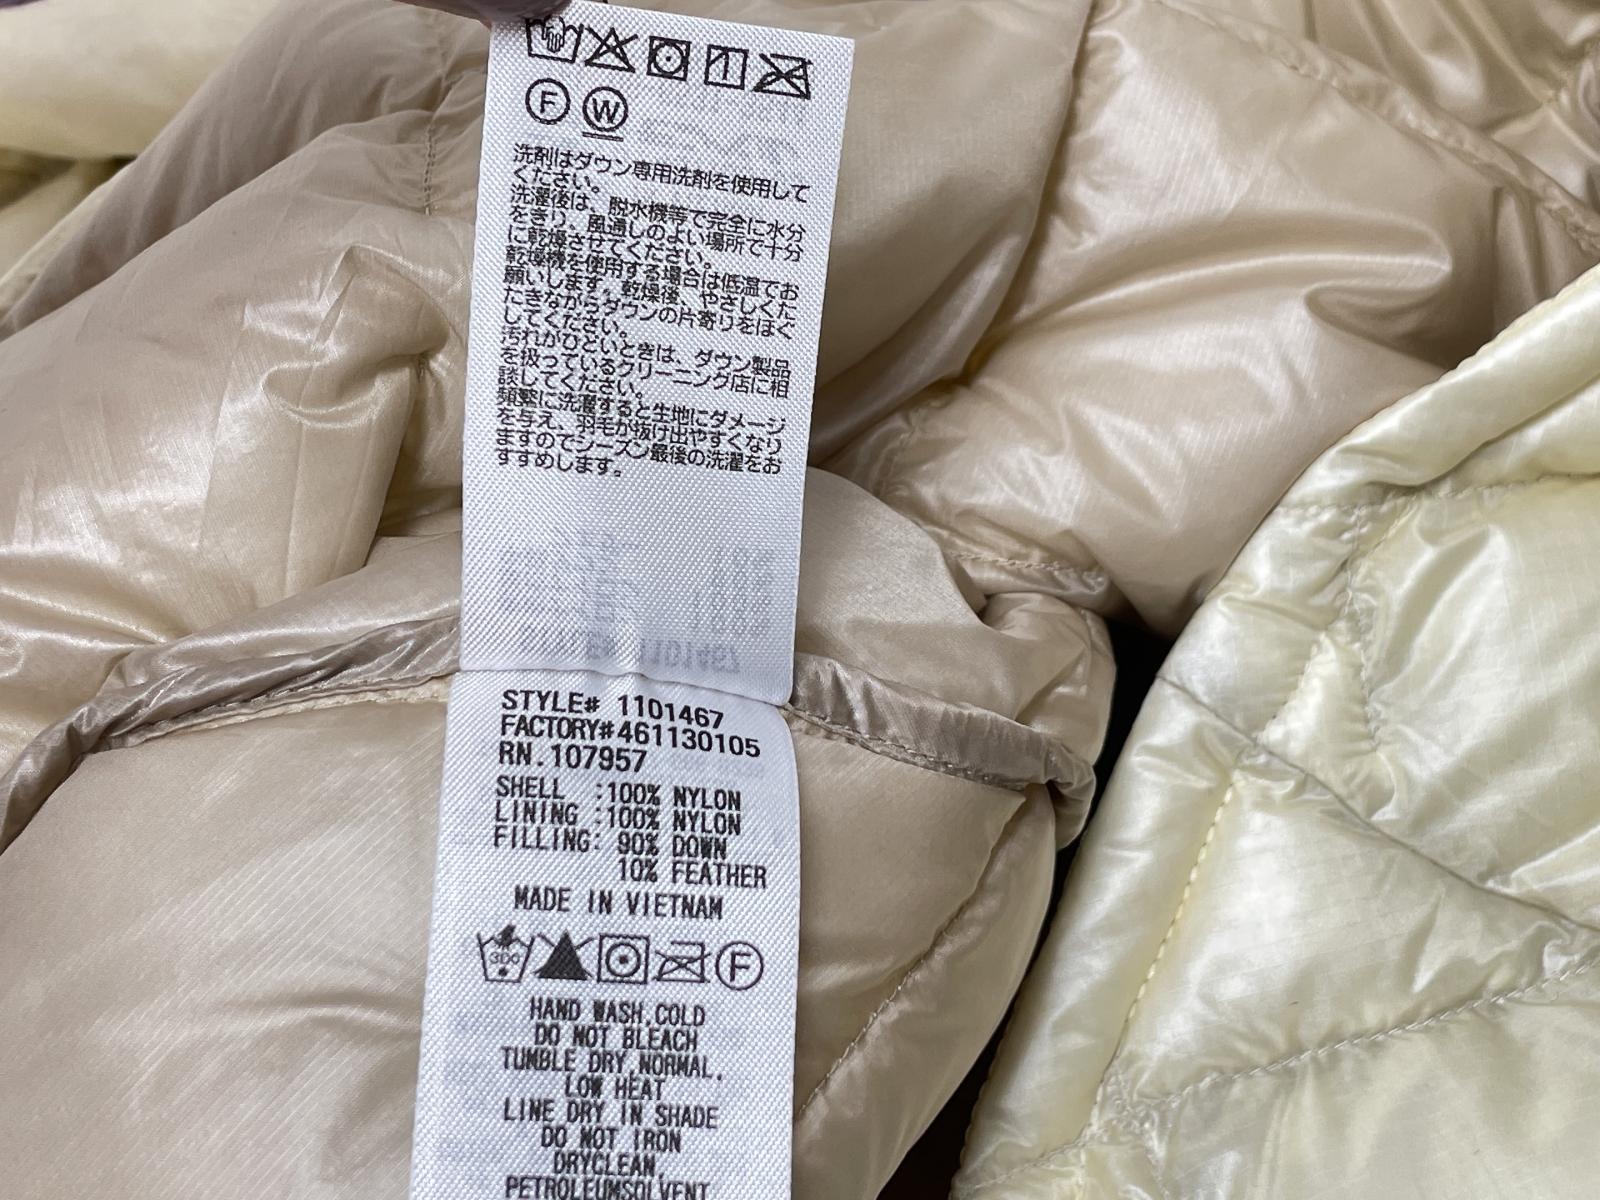 F W
洗剤はダウン専用洗剤を使用して
ください。
洗濯後は、脱水機等で完全に水分
をきり、風通しのよい場所で十分
に乾燥させてください。
乾燥機を使用する場合は低温でお
願いします。乾燥後、やさしくた
たきながらダウンの片寄りをほぐ
してください。
汚れがひどいときは、ダウン製品
を扱っているクリーニング店に相
談してください。
頻繁に洗濯すると生地にダメージ
を与え、羽毛が抜け出やすくなり
ますのでシーズン最後の洗濯をお
すすめします。
STYLE# 1101467
FACTORY#461130105
RN.107957
SHELL :100% NYLON
LINING :100% NYLON
FILLING: 90% DOWN
10% FEATHER
MADE IN VIETNAM
30C F
HAND WASH,COLD
DO NOT BLEACH
TUMBLE DRY,NORMAL,
LOW HEAT
LINE DRY IN SHADE
DO NOT IRON
DRYCLEAN,
PETROLEUMSOLVENT